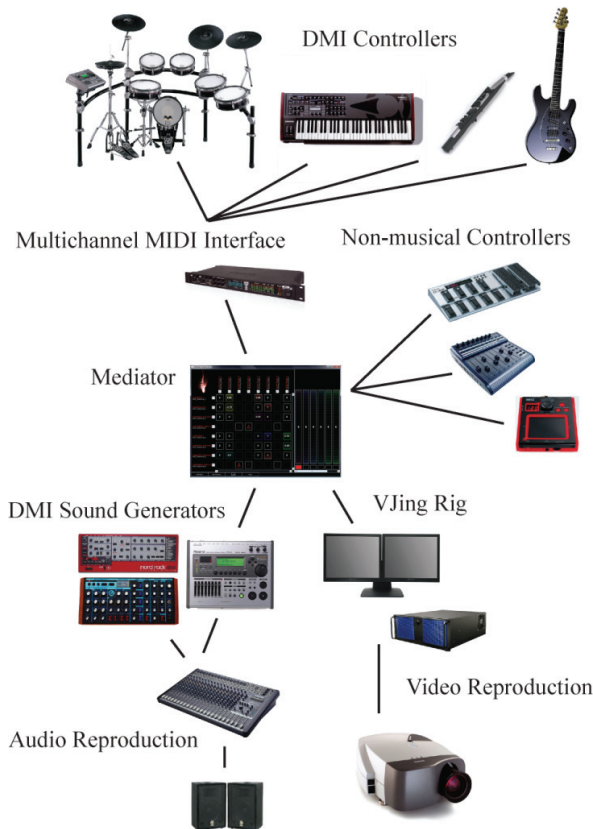 DMI Controllers
Multichannel MIDI Interface
Non-musical Controllers
Mediator
DMI Sound Generators
VJing Rig
Video Reproduction
Audio Reproduction